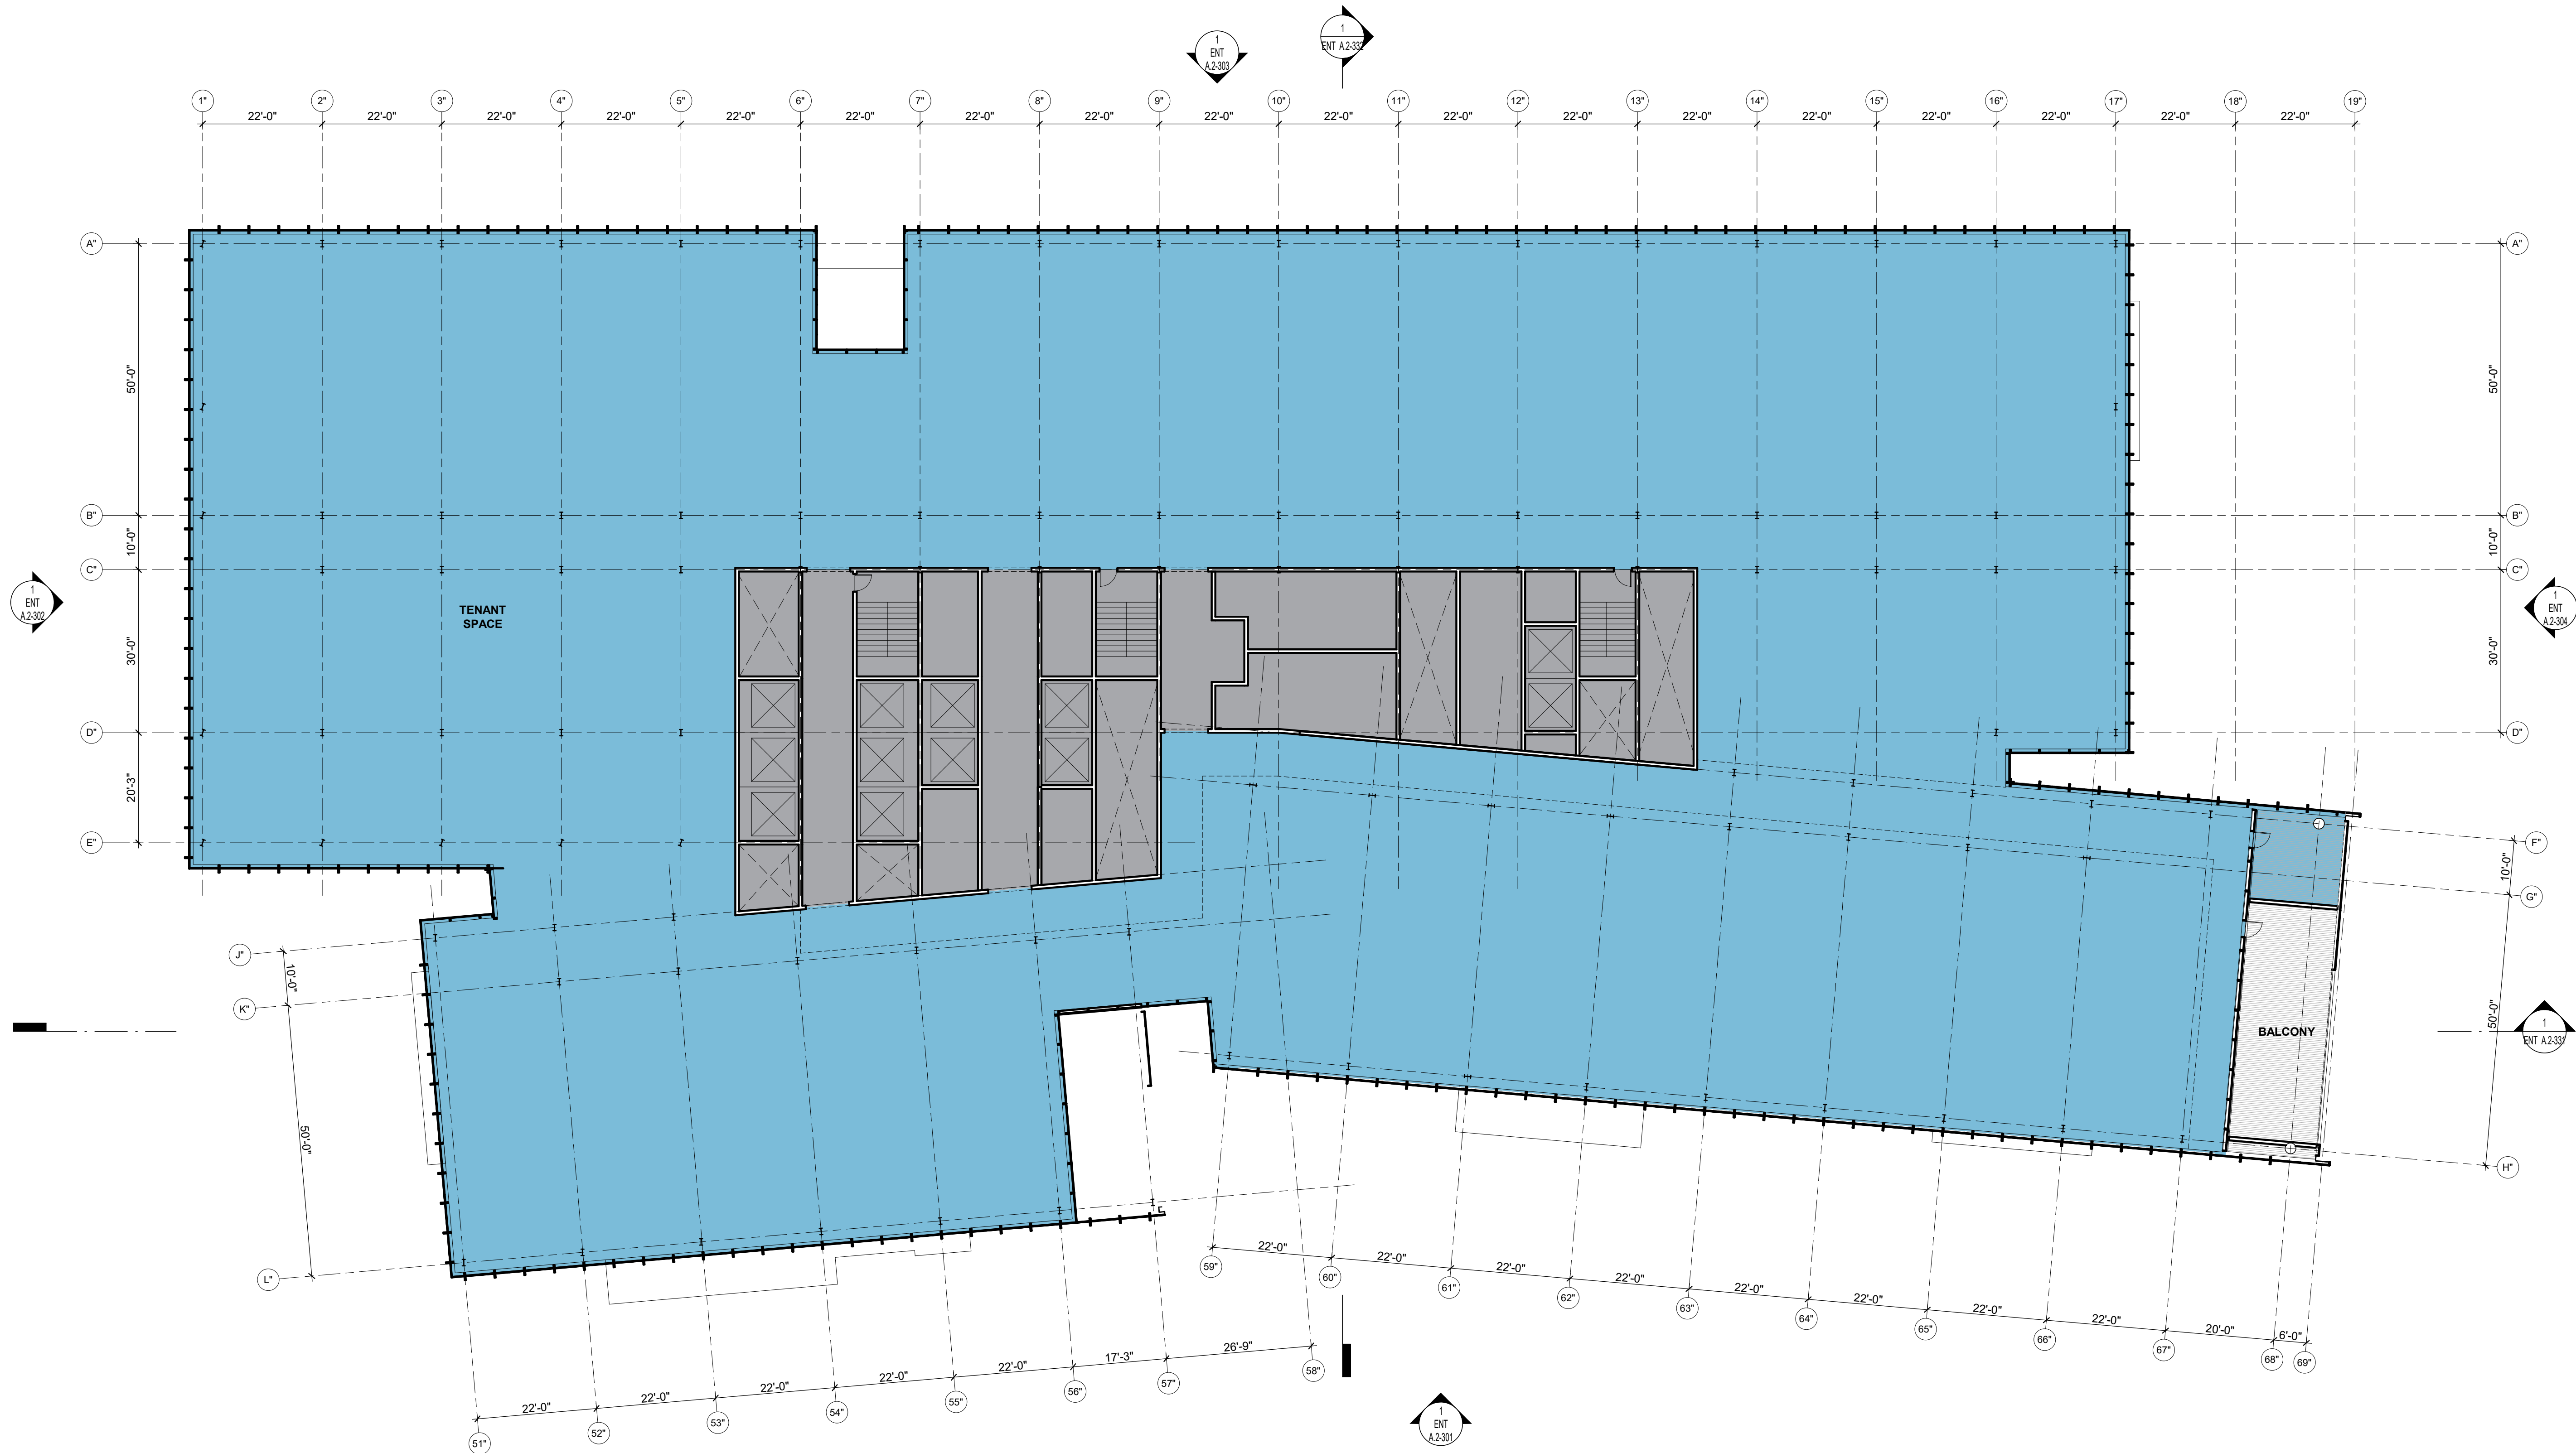 1
ENT
A.2-303
1
ENT A.2-332
1" 2" 3" 4" 5" 6" 7" 8" 9" 10" 11" 12" 13" 14" 15" 16" 17" 18" 19"
22'-0" 22'-0" 22'-0" 22'-0" 22'-0" 22'-0" 22'-0" 22'-0" 22'-0" 22'-0" 22'-0" 22'-0" 22'-0" 22'-0" 22'-0" 22'-0" 22'-0" 22'-0"
A" A"
50'-0" 50'-0"
B" B"
10'-0" 10'-0"
C" C"
1
ENT
A.2-302
TENANT
SPACE
1
ENT
A.2-304
30'-0" 30'-0"
D" D"
20'-3"
E" F"
10'-0"
G"
J"
10'-0"
K"
50'-0"
BALCONY
1
ENT A.2-331
50'-0"
H"
L"
22'-0" 22'-0" 22'-0" 22'-0" 22'-0" 22'-0" 22'-0" 22'-0" 20'-0" 6'-0"
59" 60" 61" 62" 63" 64" 65" 66" 67" 68" 69"
22'-0" 22'-0" 22'-0" 22'-0" 22'-0" 17'-3" 26'-9"
51" 52" 53" 54" 55" 56" 57" 58"
1
ENT
A.2-301